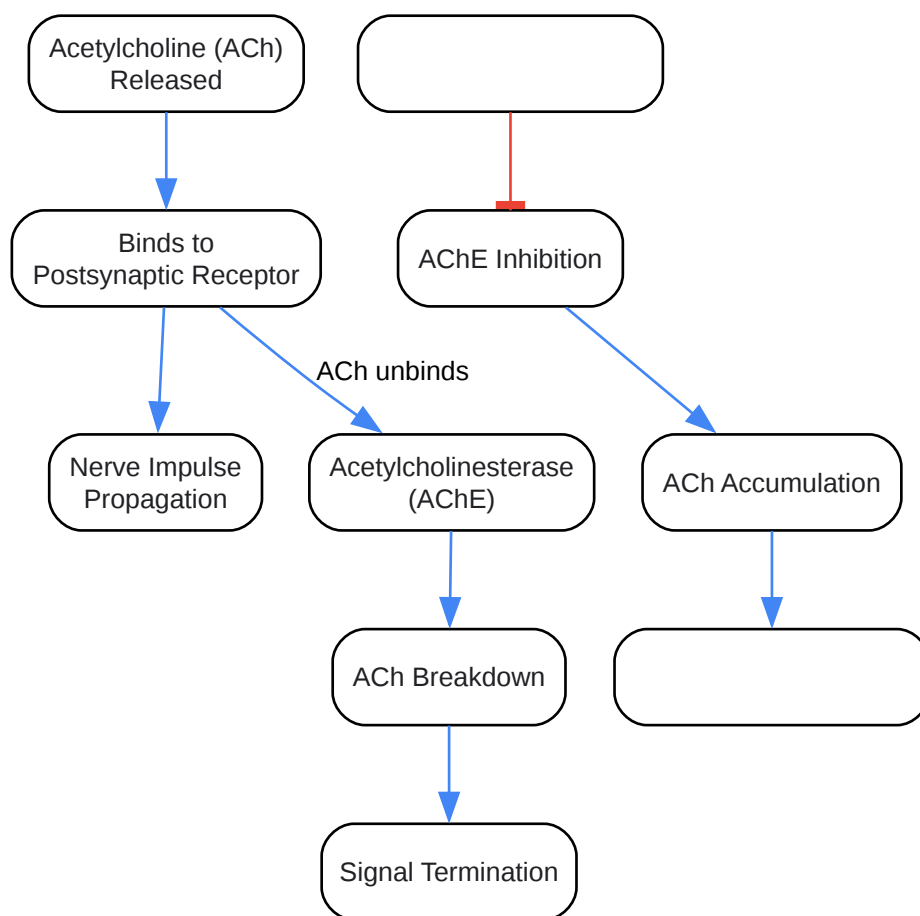 Acetylcholine (ACh)
Released
Binds to
Postsynaptic Receptor
AChE Inhibition
ACh unbinds
Nerve Impulse
Propagation
Acetylcholinesterase
(AChE)
ACh Accumulation
ACh Breakdown
Signal Termination